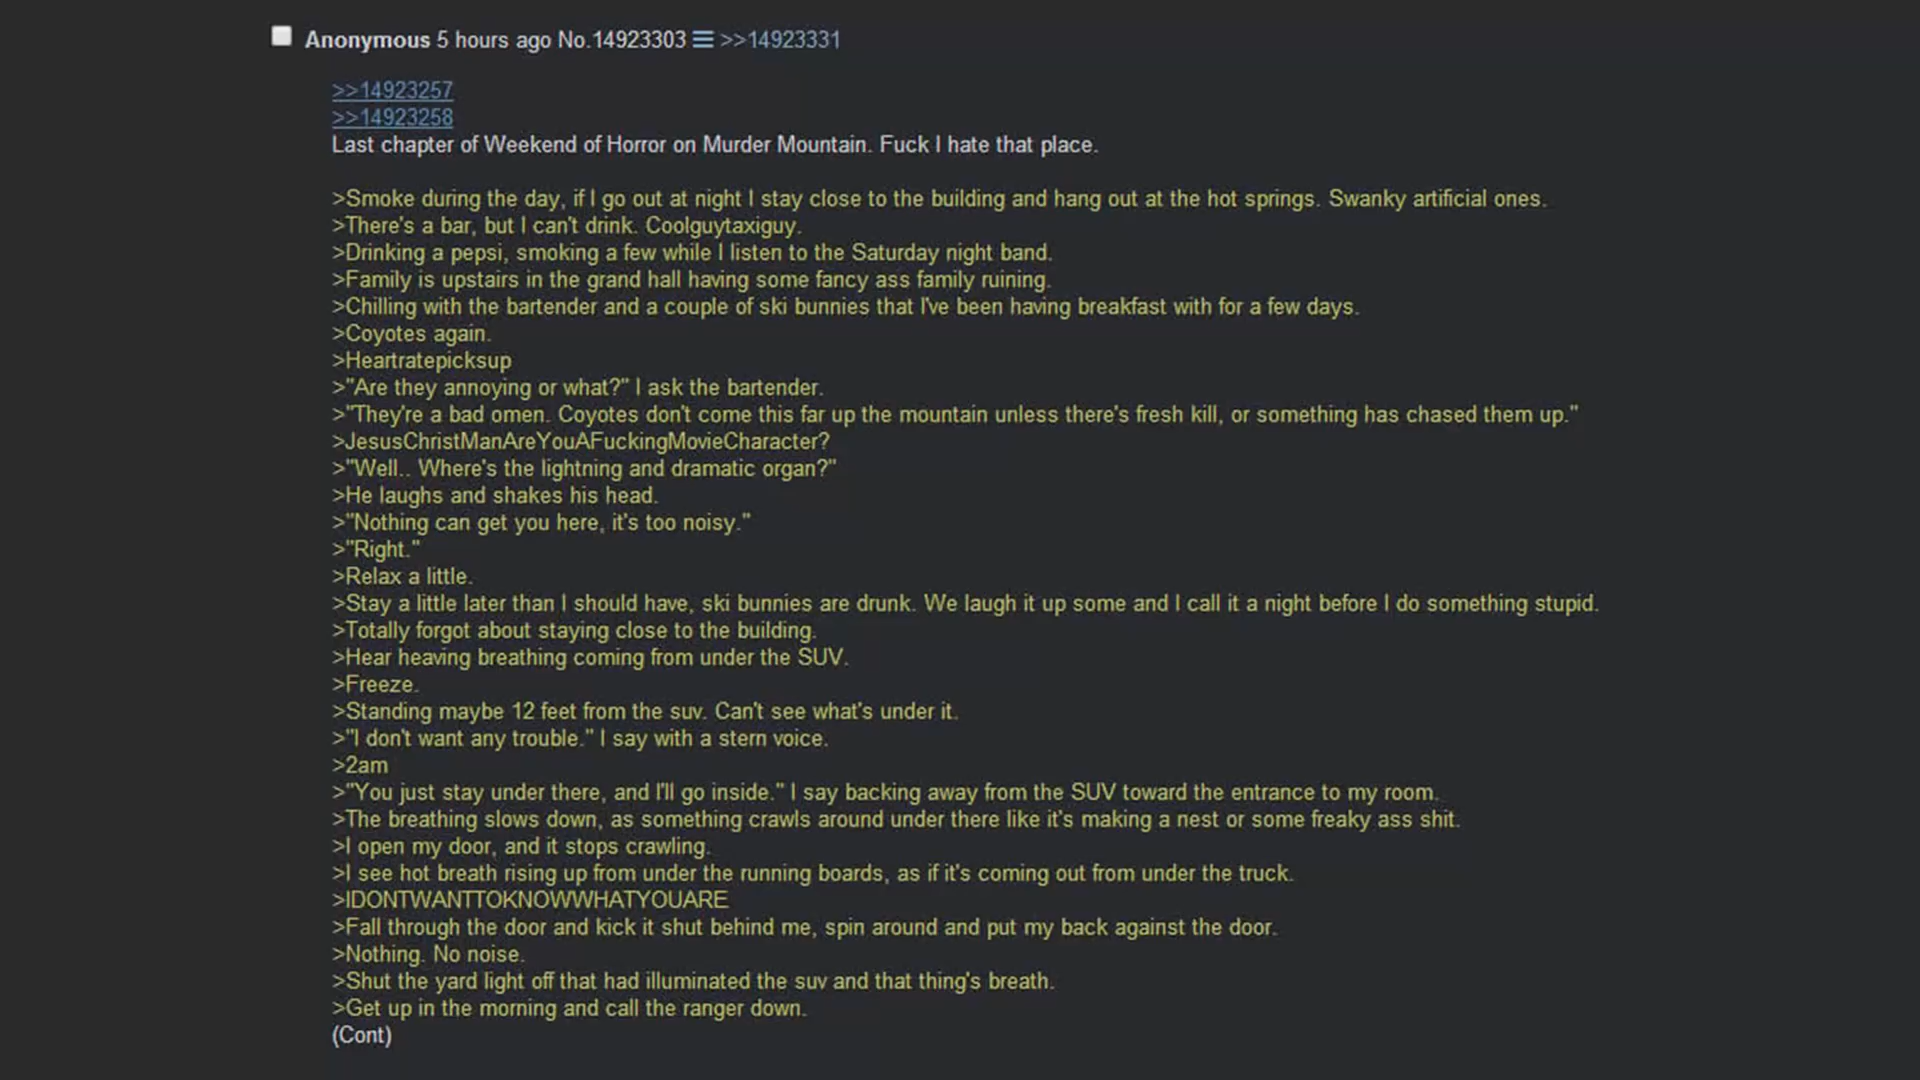 Anonymous 5 hours ago No.14923303 ☰ >>14923331
>>14923257
>>14923258
Last chapter of Weekend of Horror on Murder Mountain. Fuck I hate that place.
>Smoke during the day, if I go out at night I stay close to the building and hang out at the hot springs. Swanky artificial ones.
>There's a bar, but I can't drink. Coolguytaxiguy.
>Drinking a pepsi, smoking a few while I listen to the Saturday night band.
>Family is upstairs in the grand hall having some fancy ass family ruining.
>Chilling with the bartender and a couple of ski bunnies that I've been having breakfast with for a few days.
>Coyotes again.
>Heartratepicksup
>"Are they annoying or what?" I ask the bartender.
>"They're a bad omen. Coyotes don't come this far up the mountain unless there's fresh kill, or something has chased them up."
>JesusChristManAreYouAFuckingMovieCharacter?
>"Well.. Where's the lightning and dramatic organ?"
>He laughs and shakes his head.
>"Nothing can get you here, it's too noisy."
>"Right."
>Relax a little.
>Stay a little later than I should have, ski bunnies are drunk. We laugh it up some and I call it a night before I do something stupid.
>Totally forgot about staying close to the building.
>Hear heaving breathing coming from under the SUV.
>Freeze.
>Standing maybe 12 feet from the suv. Can't see what's under it.
>"I don't want any trouble." I say with a stern voice.
>2am
>"You just stay under there, and I'll go inside." I say backing away from the SUV toward the entrance to my room.
>The breathing slows down, as something crawls around under there like it's making a nest or some freaky ass shit.
>I open my door, and it stops crawling.
>I see hot breath rising up from under the running boards, as if it's coming out from under the truck.
>IDONTWANTTOKNOWWHATYOUARE
>Fall through the door and kick it shut behind me, spin around and put my back against the door.
>Nothing. No noise.
>Shut the yard light off that had illuminated the suv and that thing's breath.
>Get up in the morning and call the ranger down.
(Cont)